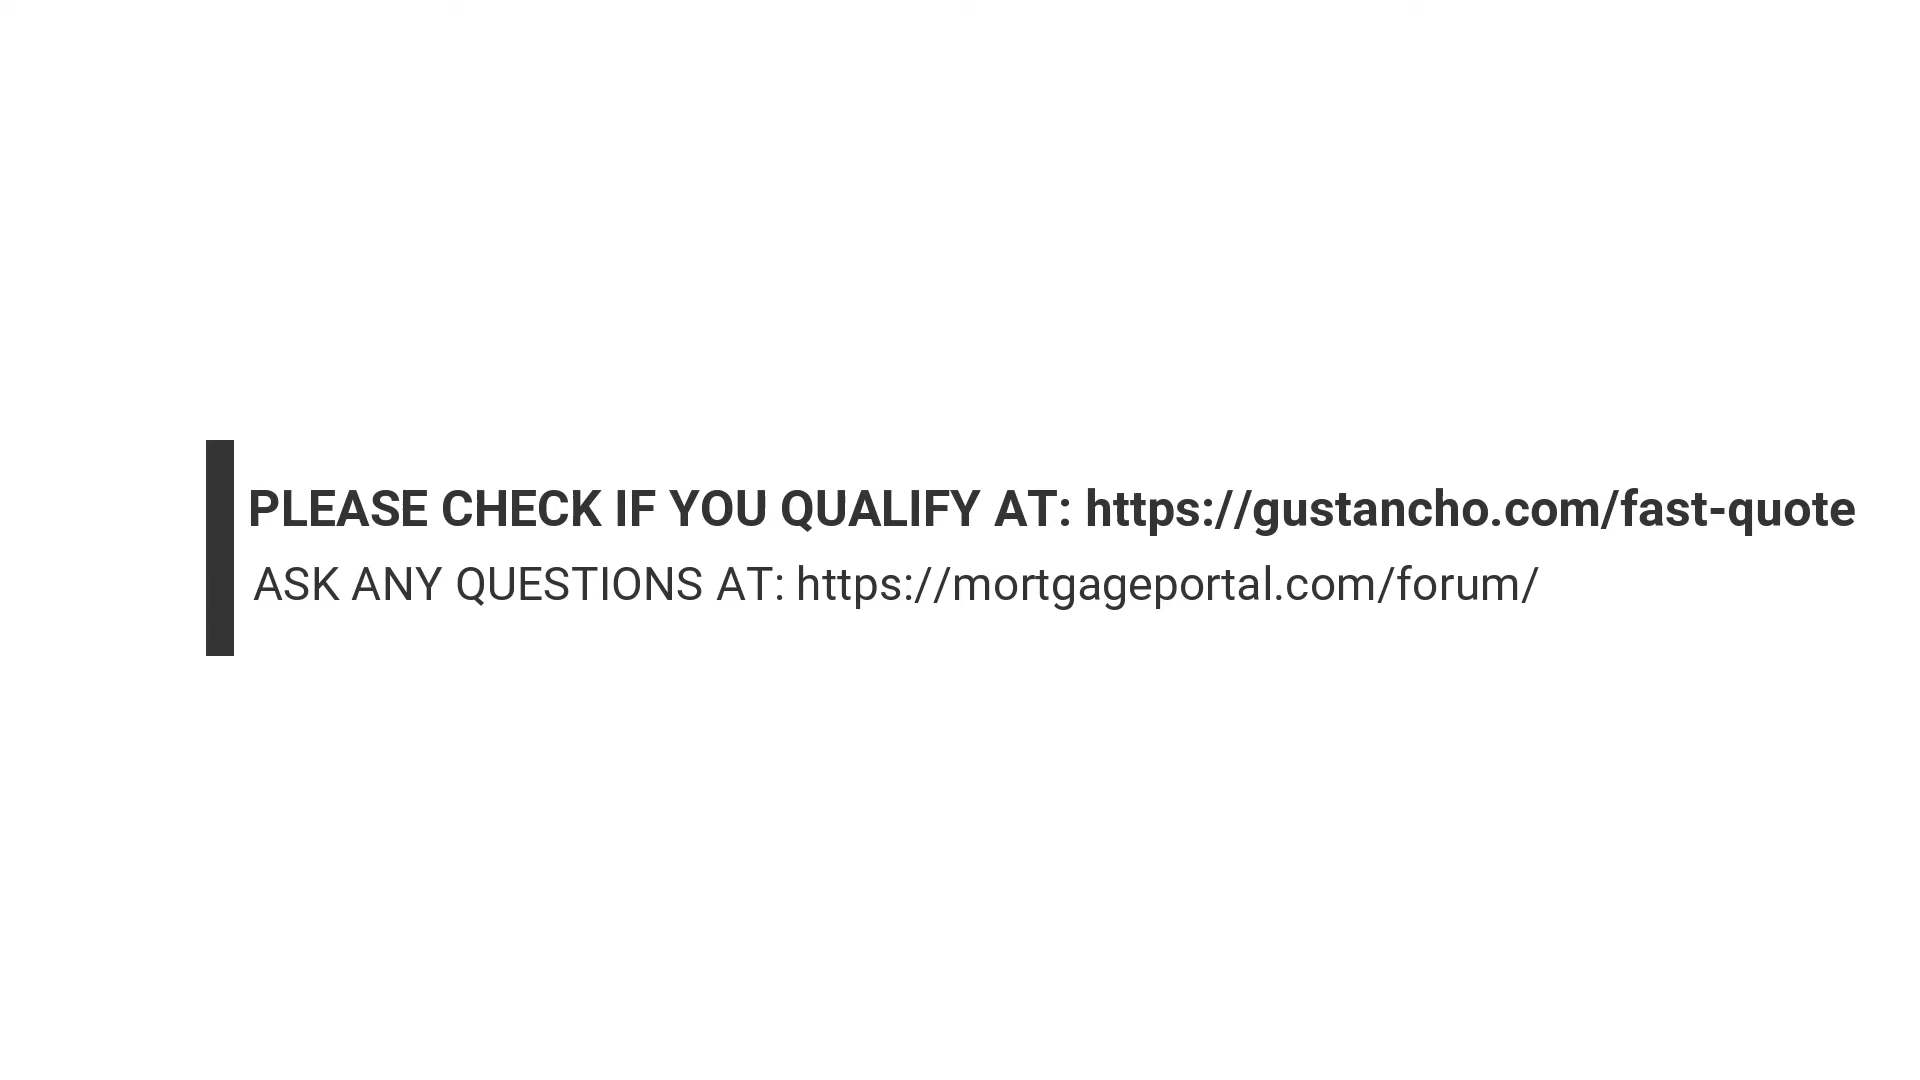 PLEASE CHECK IF YOU QUALIFY AT: https://gustancho.com/fast-quote
ASK ANY QUESTIONS AT: https://mortgageportal.com/forum/